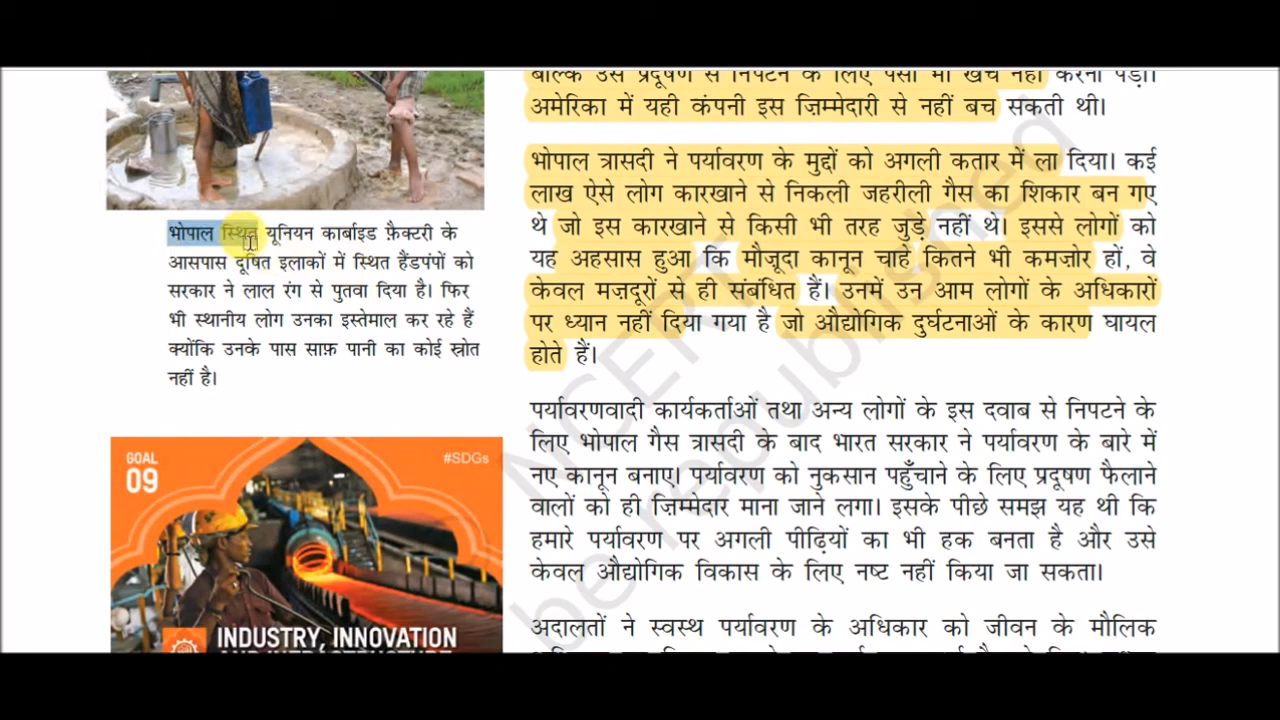 भोपाल स्थित यूनियन कार्बाइड फ़ैक्टरी के
आसपास दूषित इलाकों में स्थित हैंडपंपों को
सरकार ने लाल रंग से पुतवा दिया है। फिर
भी स्थानीय लोग उनका इस्तेमाल कर रहे हैं
क्योंकि उनके पास साफ़ पानी का कोई स्रोत
नहीं है।
GOAL
09
#SDGs
INDUSTRY, INNOVATION
AND INFRASTRUCTURE
बल्कि उसे प्रदूषण से निपटने के लिए पैसा भी खर्च नहीं करना पड़ा।
अमेरिका में यही कंपनी इस ज़िम्मेदारी से नहीं बच सकती थी।
भोपाल त्रासदी ने पर्यावरण के मुद्दों को अगली कतार में ला दिया। कई
लाख ऐसे लोग कारखाने से निकली जहरीली गैस का शिकार बन गए
थे जो इस कारखाने से किसी भी तरह जुड़े नहीं थे। इससे लोगों को
यह अहसास हुआ कि मौजूदा कानून चाहे कितने भी कमजोर हों, वे
केवल मज़दूरों से ही संबंधित हैं। उनमें उन आम लोगों के अधिकारों
पर ध्यान नहीं दिया गया है जो औद्योगिक दुर्घटनाओं के कारण घायल
होते हैं।
पर्यावरणवादी कार्यकर्ताओं तथा अन्य लोगों के इस दवाब से निपटने के
लिए भोपाल गैस त्रासदी के बाद भारत सरकार ने पर्यावरण के बारे में
नए कानून बनाए। पर्यावरण को नुकसान पहुँचाने के लिए प्रदूषण फैलाने
वालों को ही ज़िम्मेदार माना जाने लगा। इसके पीछे समझ यह थी कि
हमारे पर्यावरण पर अगली पीढ़ियों का भी हक बनता है और उसे
केवल औद्योगिक विकास के लिए नष्ट नहीं किया जा सकता।
अदालतों ने स्वस्थ पर्यावरण के अधिकार को जीवन के मौलिक
NCERT
be republished